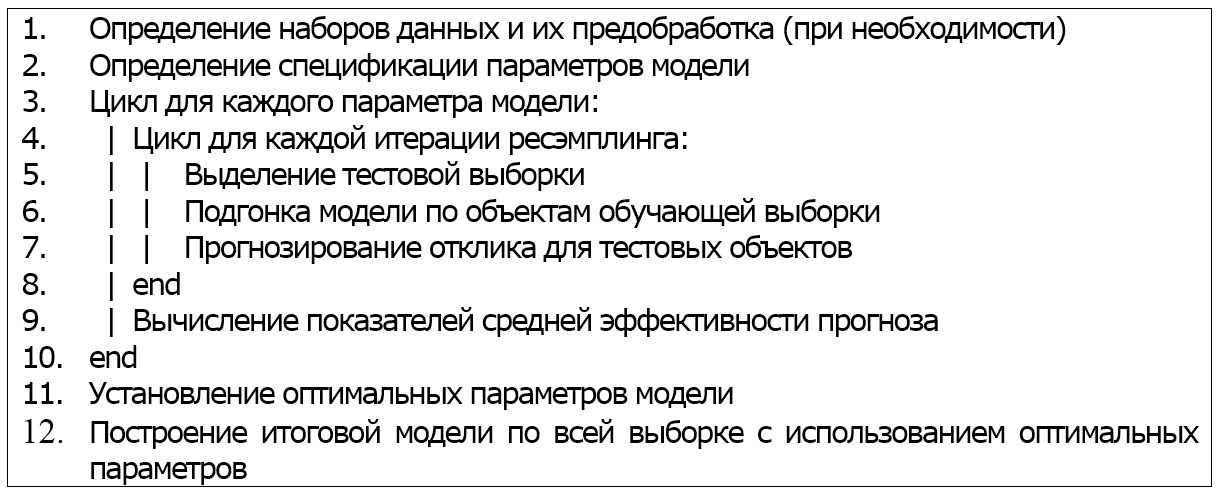 1. Определение наборов данных и их предобработка (при необходимости)
2. Определение спецификации параметров модели
3. Цикл для каждого параметра модели:
4. | Цикл для каждой итерации ресэмплинга:
5. | | Выделение тестовой выборки
6. | | Подгонка модели по объектам обучающей выборки
7. | | Прогнозирование отклика для тестовых объектов
8. | end
9. | Вычисление показателей средней эффективности прогноза
10. end
11. Установление оптимальных параметров модели
12. Построение итоговой модели по всей выборке с использованием оптимальных
параметров